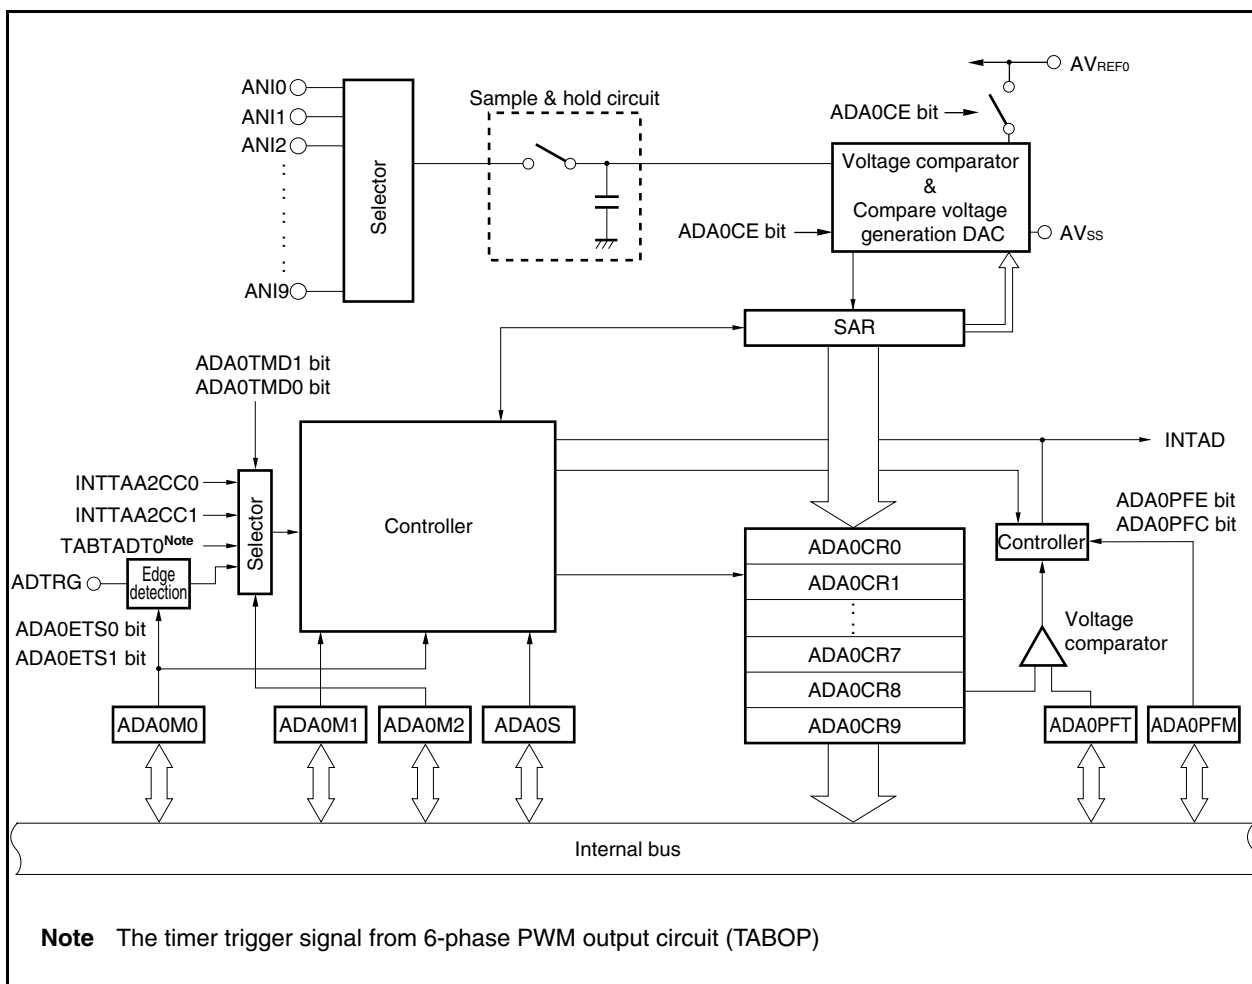 ANI0
ANI1
ANI2
ANI9
Selector
Sample & hold circuit
AVREF0
ADA0CE bit
Voltage comparator
&
Compare voltage
generation DAC
ADA0CE bit
AVSS
SAR
ADA0TMD1 bit
ADA0TMD0 bit
INTTAA2CC0
INTTAA2CC1
TABTADT0Note
ADTRG
Edge
detection
Selector
Controller
ADA0ETS0 bit
ADA0ETS1 bit
INTAD
ADA0PFE bit
ADA0PFC bit
Controller
Voltage
comparator
ADA0CR0
ADA0CR1
ADA0CR7
ADA0CR8
ADA0CR9
ADA0M0
ADA0M1
ADA0M2
ADA0S
ADA0PFT
ADA0PFM
Internal bus
Note The timer trigger signal from 6-phase PWM output circuit (TABOP)